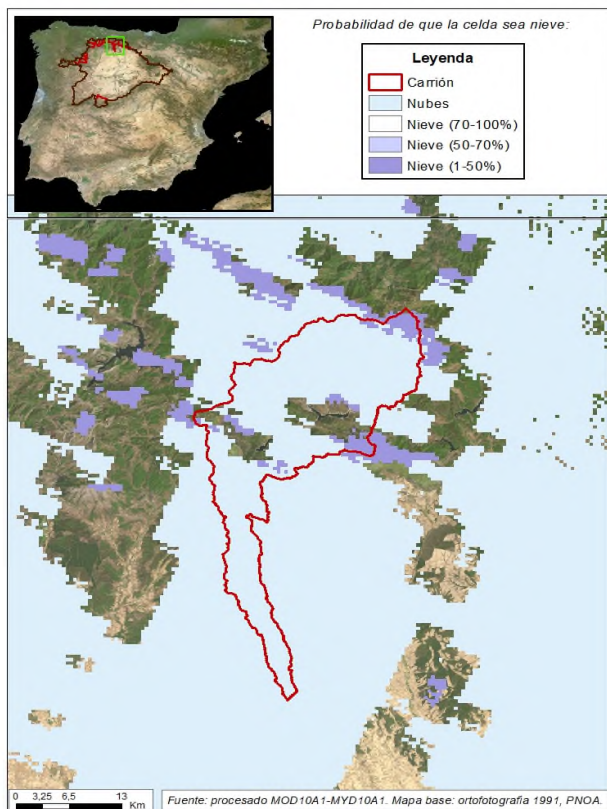 Probabilidad de que la celda sea nieve:
Leyenda
Carrión
Nubes
Nieve (70-100%)
Nieve (50-70%)
Nieve (1-50%)
0 3,25 6,5 13
Km
Fuente: procesado MOD10A1-MYD10A1. Mapa base: ortofotografia 1991, PNOA